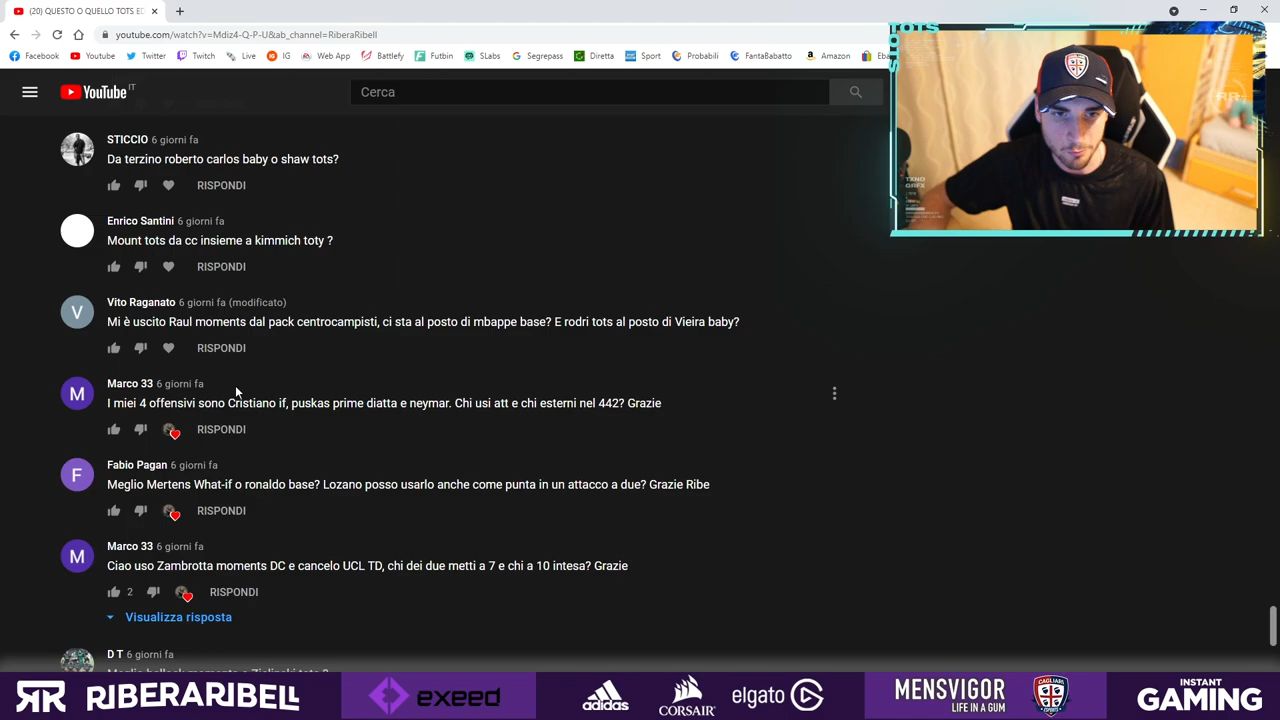 (20) QUESTO O QUELLO TOTS ED
youtube.com/watch?v=Mdiz4-Q-P-U&ab_channel=RiberaRibell
Facebook Youtube Twitter Twitch Live IG Web App Battlefy Futbin SLabs Segrepass Diretta Sport Probabili FantaBabatto Amazon Eba
YouTube IT
Cerca
TOTS
RR
STICCIO 6 giorni fa
Da terzino roberto carlos baby o shaw tots?
RISPONDI
Enrico Santini 6 giorni fa
Mount tots da cc insieme a kimmich toty ?
RISPONDI
V
Vito Raganato 6 giorni fa (modificato)
Mi è uscito Raul moments dal pack centrocampisti, ci sta al posto di mbappe base? E rodri tots al posto di Vieira baby?
RISPONDI
M
Marco 33 6 giorni fa
I miei 4 offensivi sono Cristiano if, puskas prime diatta e neymar. Chi usi att e chi esterni nel 442? Grazie
RISPONDI
F
Fabio Pagan 6 giorni fa
Meglio Mertens What-if o ronaldo base? Lozano posso usarlo anche come punta in un attacco a due? Grazie Ribe
RISPONDI
M
Marco 33 6 giorni fa
Ciao uso Zambrotta moments DC e cancelo UCL TD, chi dei due metti a 7 e chi a 10 intesa? Grazie
2 RISPONDI
Visualizza risposta
D T 6 giorni fa
RR RIBERARIBELL exeed adidas CORSAIR elgato MENSVIGOR LIFE IN A GUM CAGLIARI INSTANT GAMING